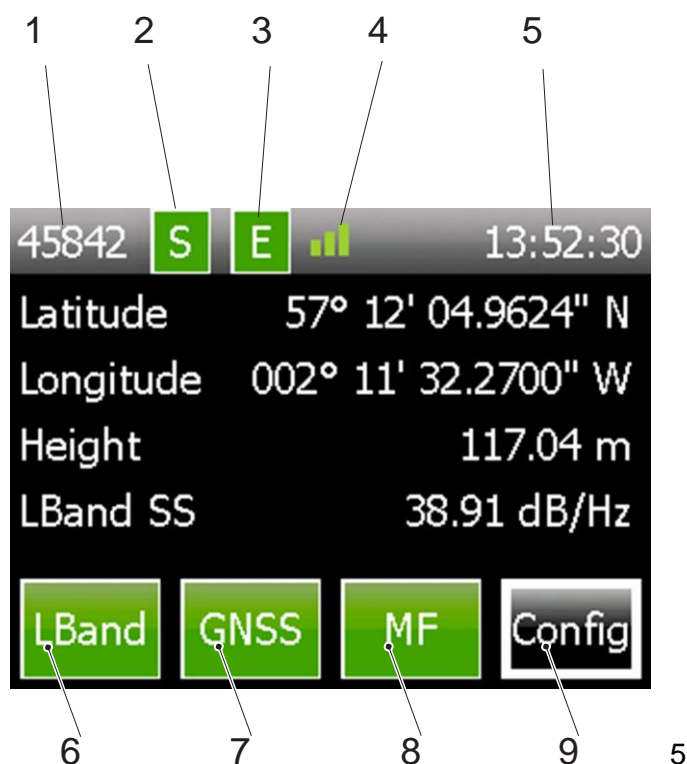 1 2 3 4 5
45842 S E 13:52:30
Latitude 57° 12' 04.9624" N
Longitude 002° 11' 32.2700" W
Height 117.04 m
LBand SS 38.91 dB/Hz
LBand GNSS MF Config
6 7 8 9 5